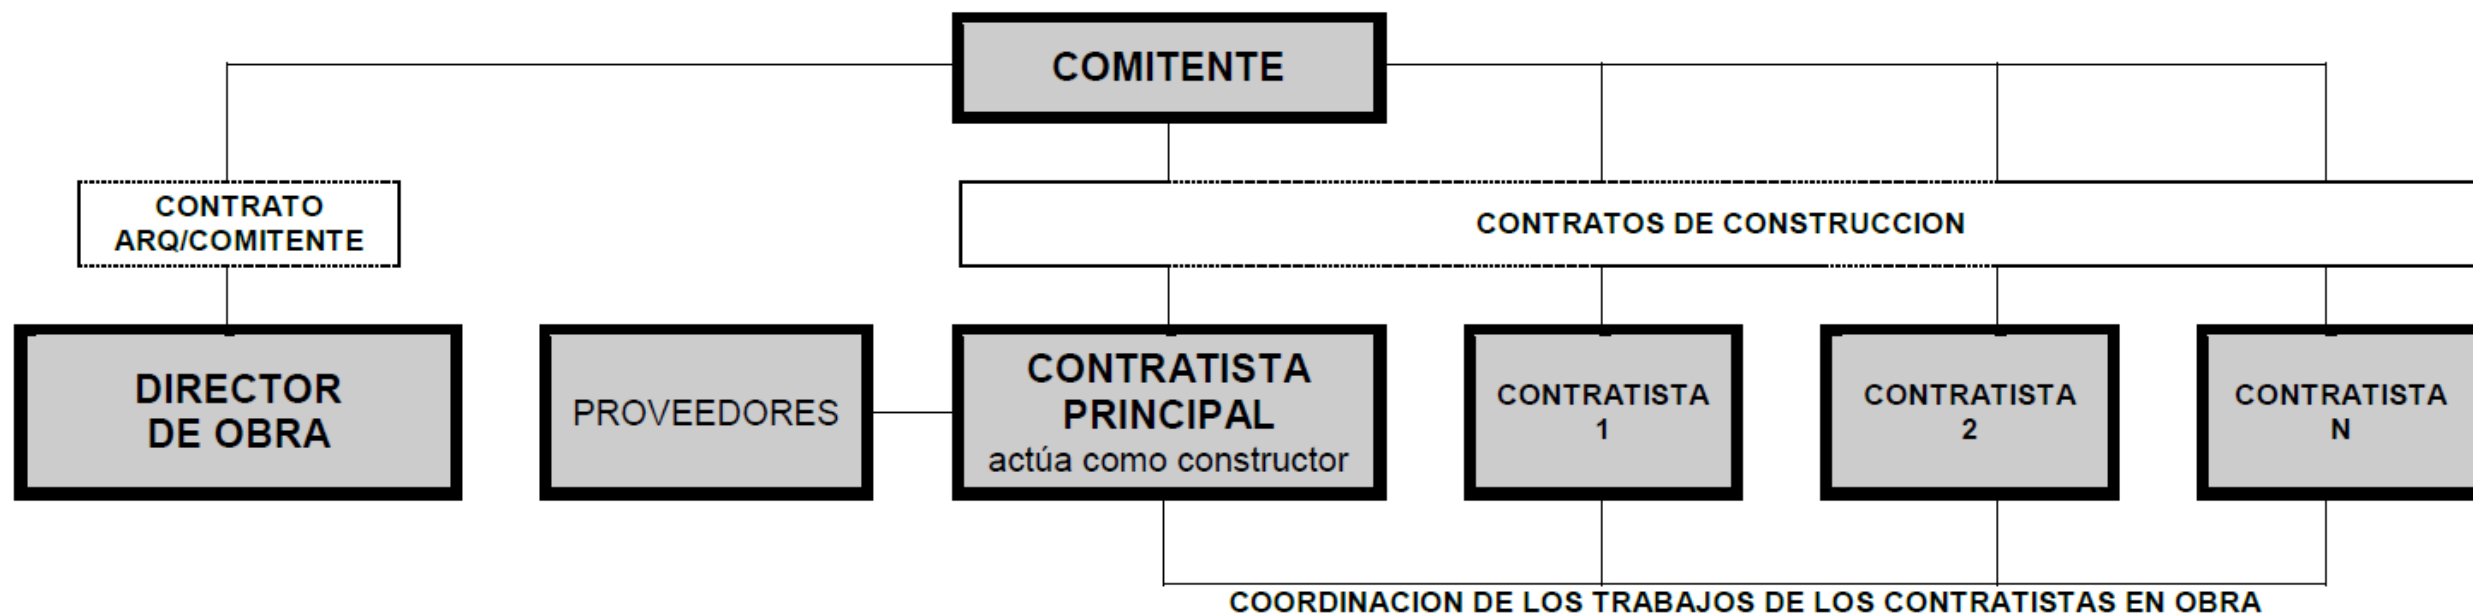 COMITENTE
CONTRATO
ARQ/COMITENTE
CONTRATOS DE CONSTRUCCION
DIRECTOR
DE OBRA
PROVEEDORES
CONTRATISTA
PRINCIPAL
actúa como constructor
CONTRATISTA
1
CONTRATISTA
2
CONTRATISTA
N
COORDINACION DE LOS TRABAJOS DE LOS CONTRATISTAS EN OBRA